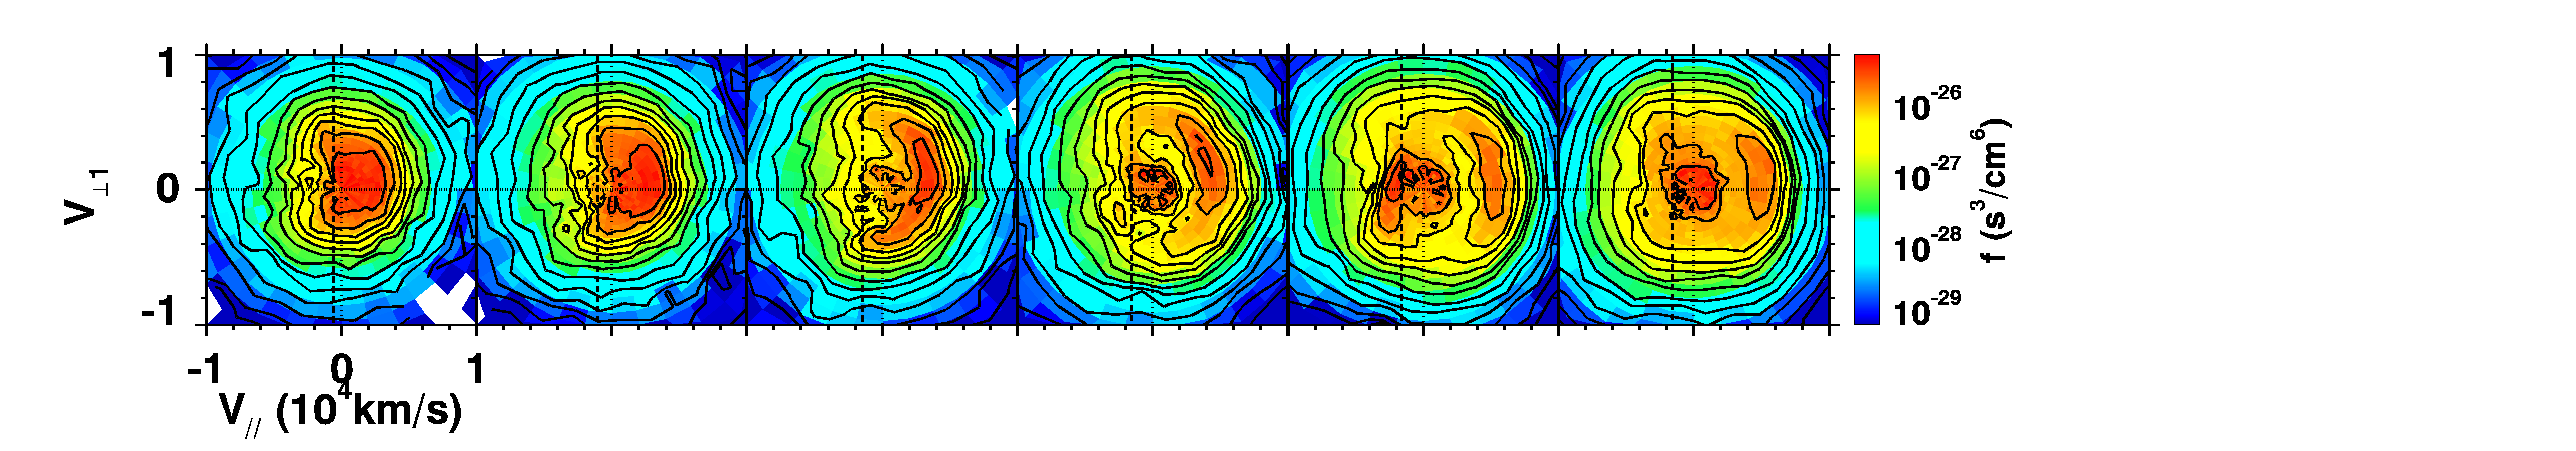 1
0
-1
V⊥1
-1 0 1
V// (10⁴km/s)
10⁻²⁶
10⁻²⁷
10⁻²⁸
10⁻²⁹
f (s³/cm⁶)